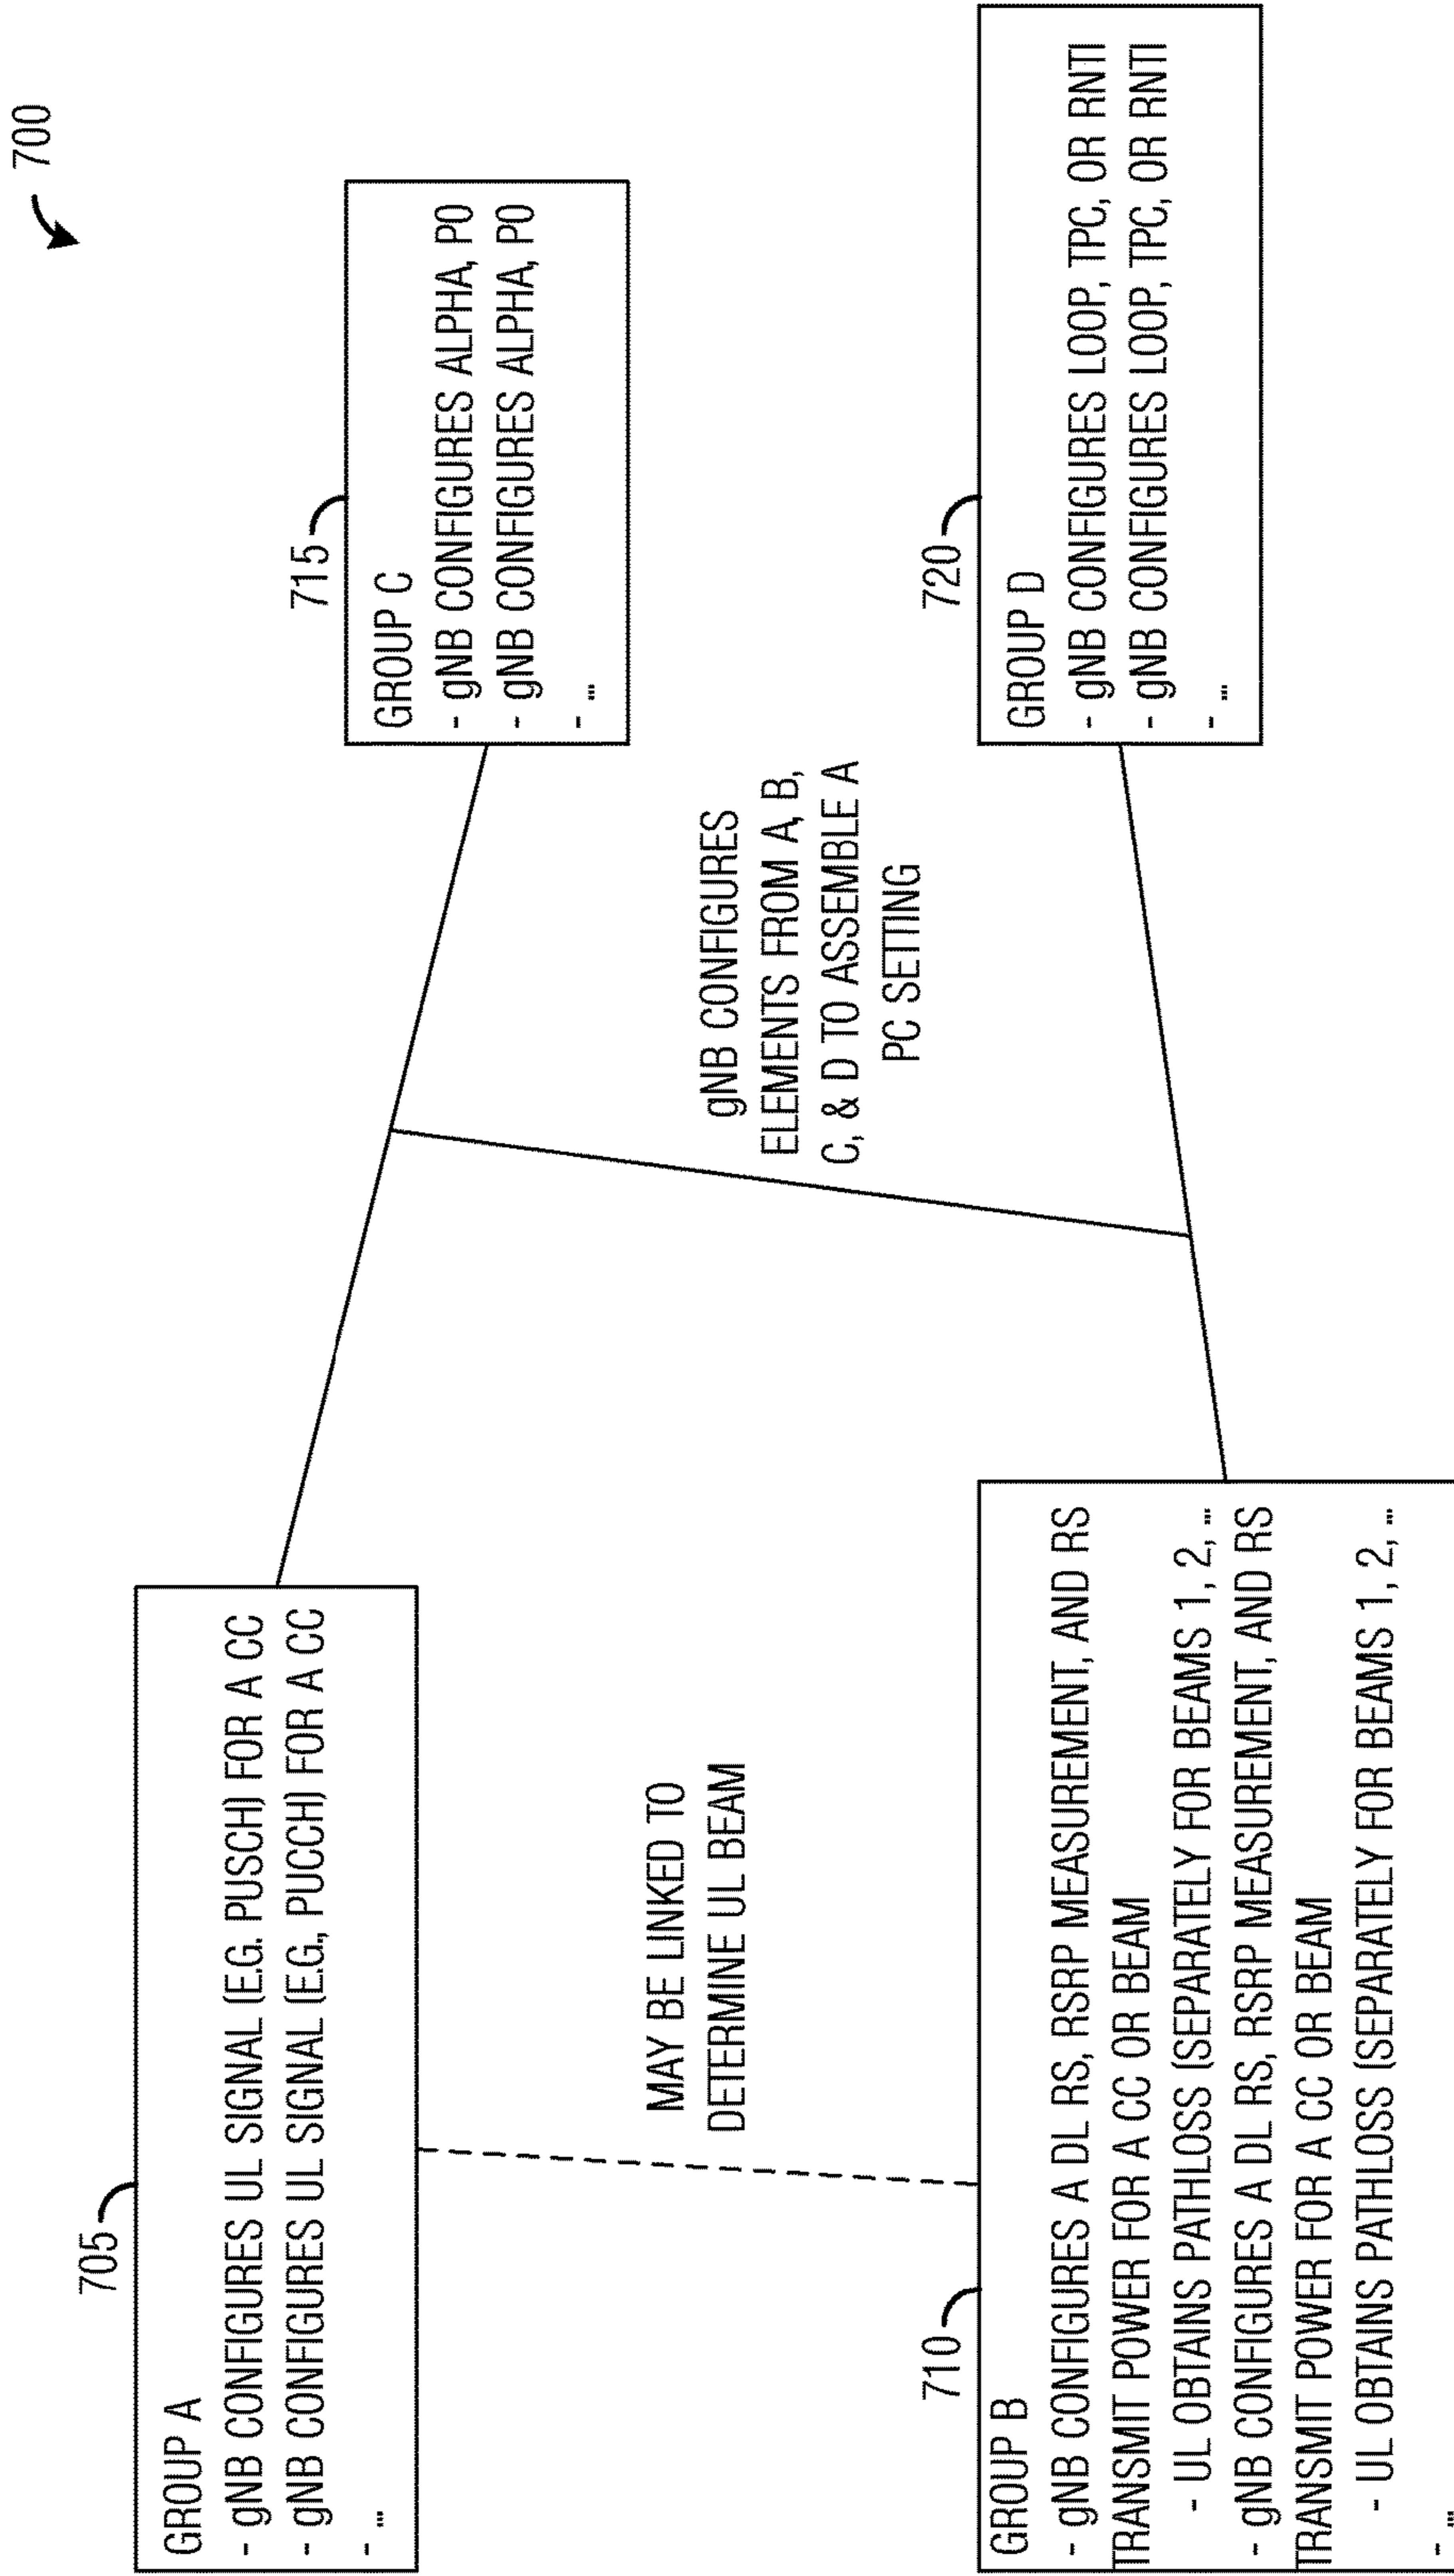 700
705
GROUP A
- gNB CONFIGURES UL SIGNAL (E.G. PUSCH) FOR A CC
- gNB CONFIGURES UL SIGNAL (E.G., PUCCH) FOR A CC
- ...
715
GROUP C
- gNB CONFIGURES ALPHA, P0
- gNB CONFIGURES ALPHA, P0
- ...
MAY BE LINKED TO
DETERMINE UL BEAM
gNB CONFIGURES
ELEMENTS FROM A, B,
C, & D TO ASSEMBLE A
PC SETTING
710
GROUP B
- gNB CONFIGURES A DL RS, RSRP MEASUREMENT, AND RS
TRANSMIT POWER FOR A CC OR BEAM
- UL OBTAINS PATHLOSS (SEPARATELY FOR BEAMS 1, 2, ...
- gNB CONFIGURES A DL RS, RSRP MEASUREMENT, AND RS
TRANSMIT POWER FOR A CC OR BEAM
- UL OBTAINS PATHLOSS (SEPARATELY FOR BEAMS 1, 2, ...
- ...
720
GROUP D
- gNB CONFIGURES LOOP, TPC, OR RNTI
- gNB CONFIGURES LOOP, TPC, OR RNTI
- ...